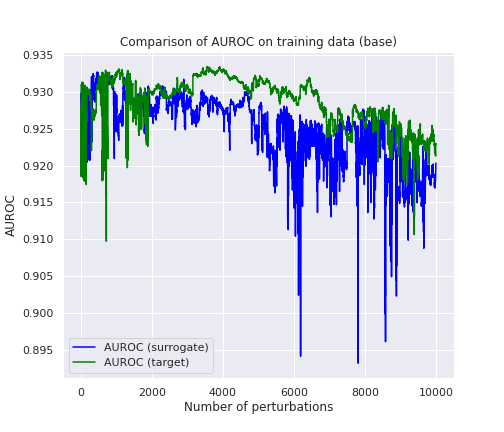 Comparison of AUROC on training data (base)
0.935
0.930
0.925
0.920
0.915
0.910
0.905
0.900
0.895
AUROC
AUROC (surrogate)
AUROC (target)
0 2000 4000 6000 8000 10000
Number of perturbations